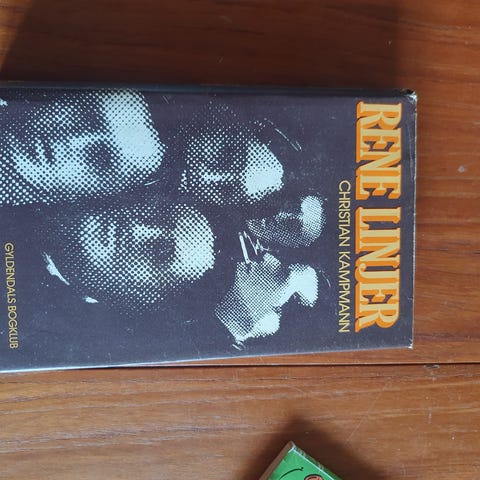 RENE LINJER
CHRISTIAN KAMPMANN
GYLDENDALS BOGKLUB